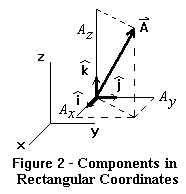 A_z
A⃗
z
k̂
ĵ
î
A_x
A_y
x
y
Figure 2 - Components in
Rectangular Coordinates